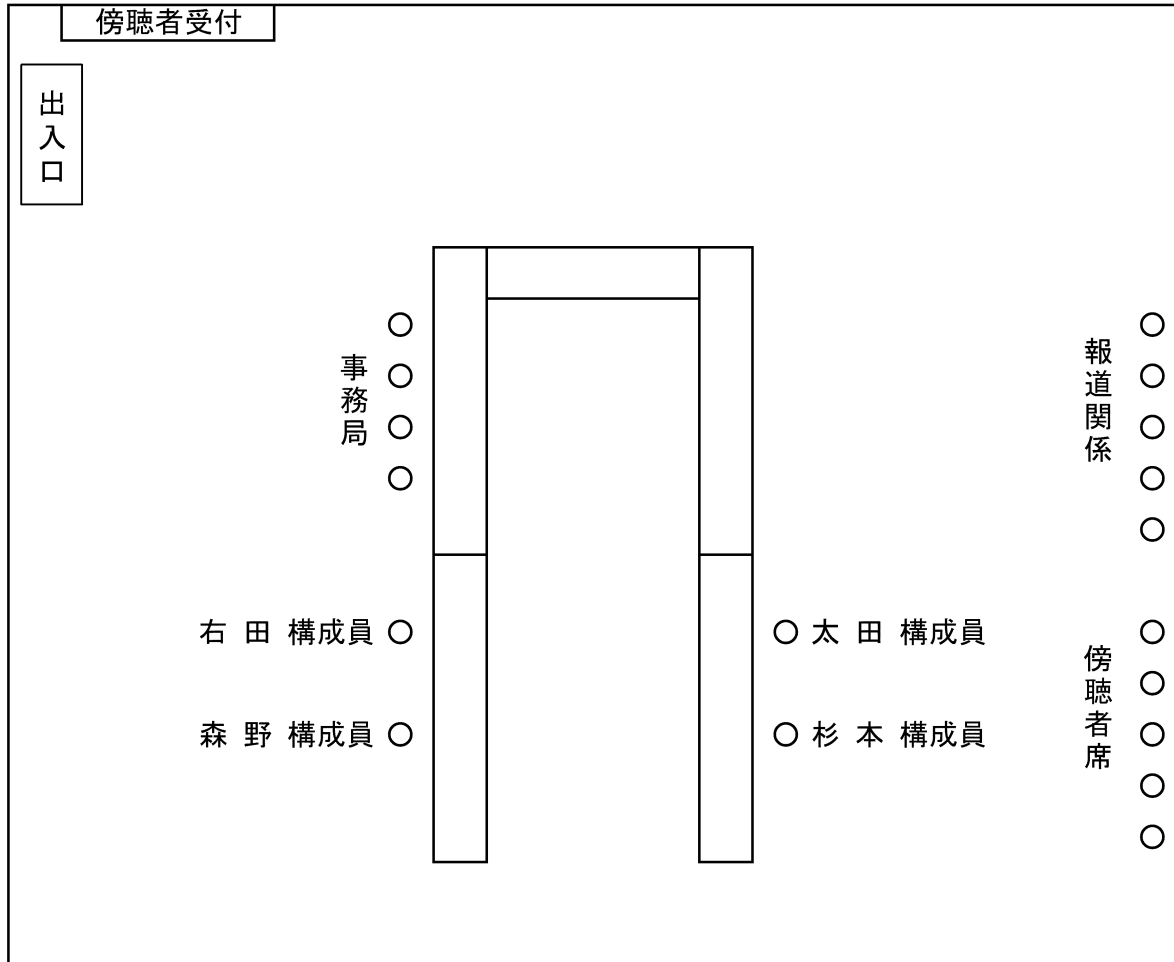 傍聴者受付
出入口
事務局
報道関係
右 田 構成員
太 田 構成員
森 野 構成員
杉 本 構成員
傍聴者席